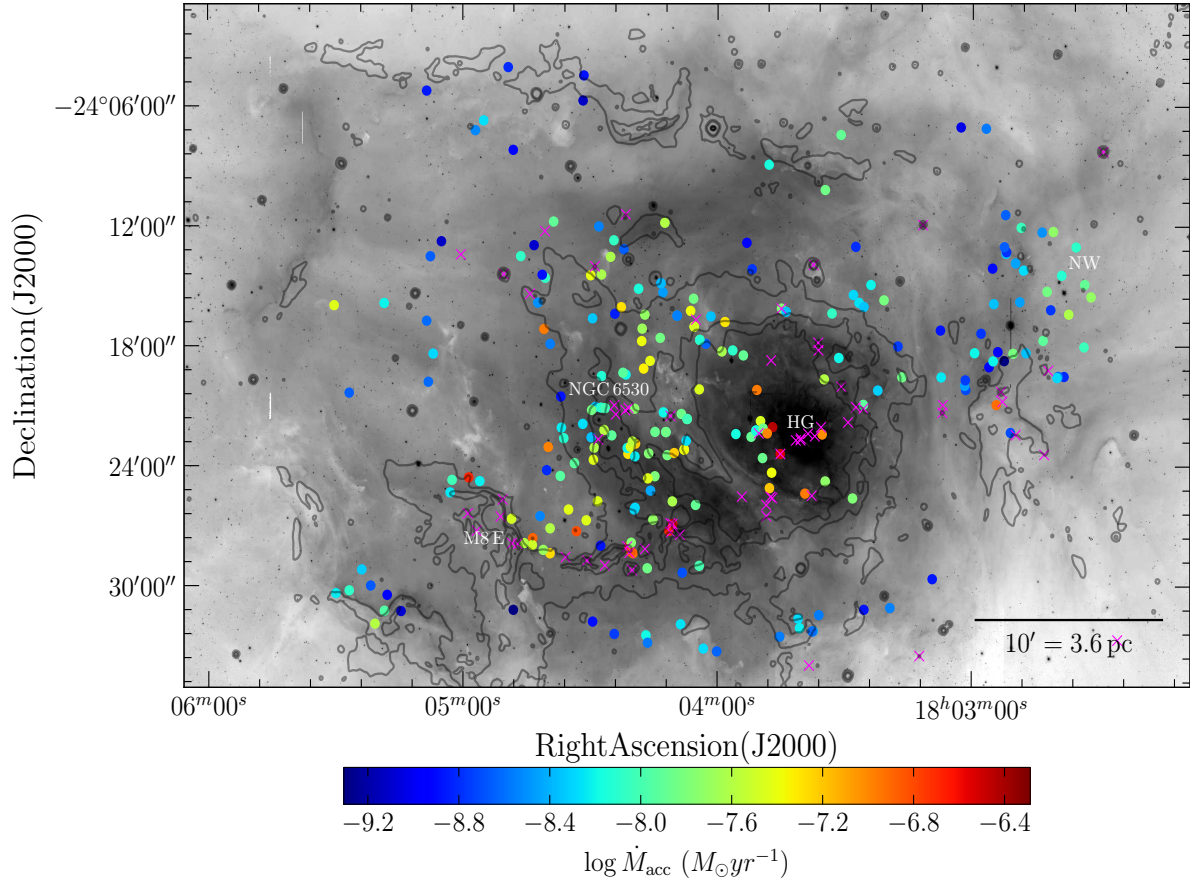 Declination(J2000)
−24°06′00″
12′00″
18′00″
24′00″
30′00″
NW
NGC 6530
HG
M8 E
10′ = 3.6 pc
06ᵐ00ˢ
05ᵐ00ˢ
04ᵐ00ˢ
18ʰ03ᵐ00ˢ
RightAscension(J2000)
−9.2
−8.8
−8.4
−8.0
−7.6
−7.2
−6.8
−6.4
log Ṁacc (M⊙yr⁻¹)